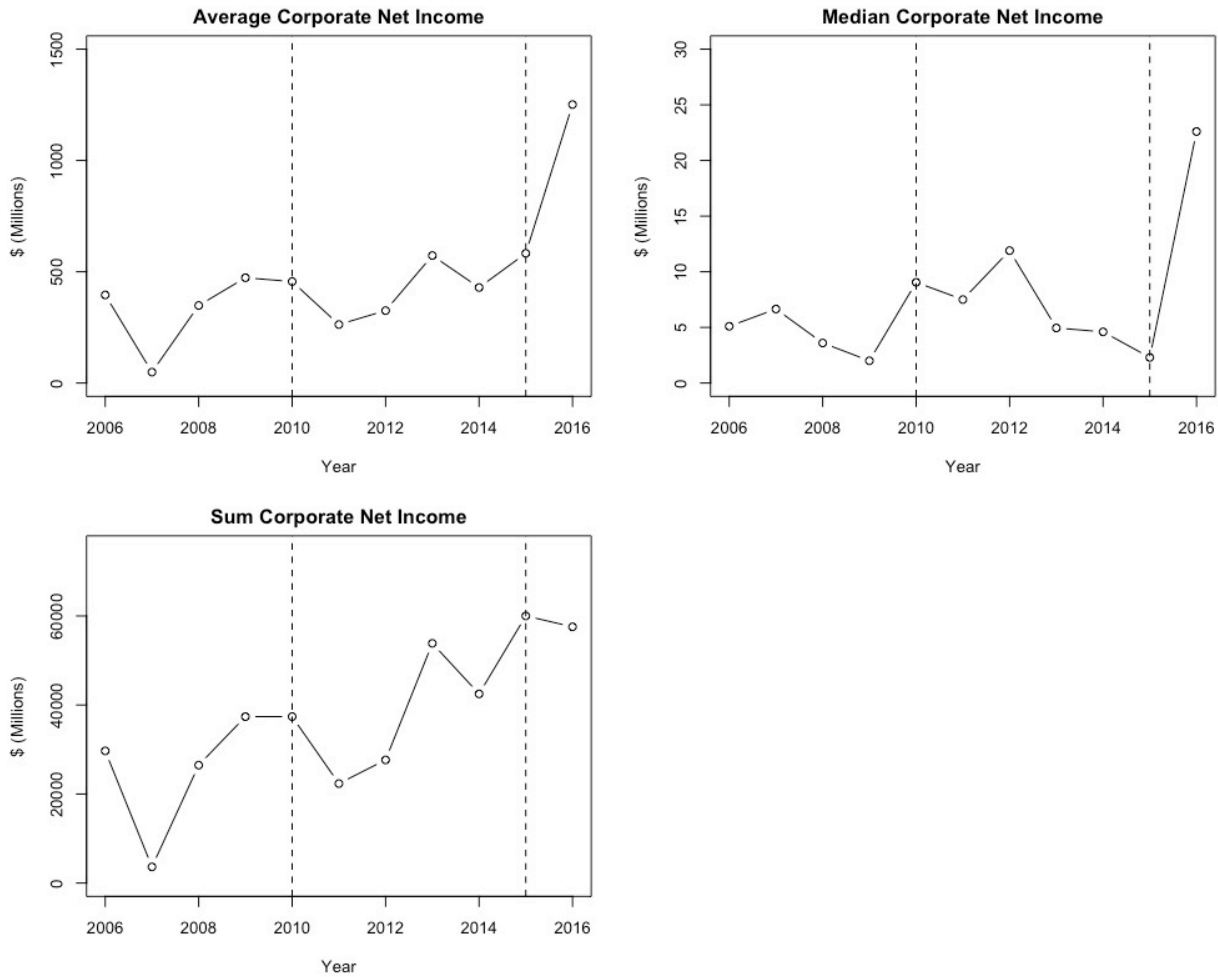 Average Corporate Net Income
1500
1000
500
0
$ (Millions)
2006 2008 2010 2012 2014 2016
Year
Median Corporate Net Income
30
25
20
15
10
5
0
$ (Millions)
2006 2008 2010 2012 2014 2016
Year
Sum Corporate Net Income
60000
40000
20000
0
$ (Millions)
2006 2008 2010 2012 2014 2016
Year